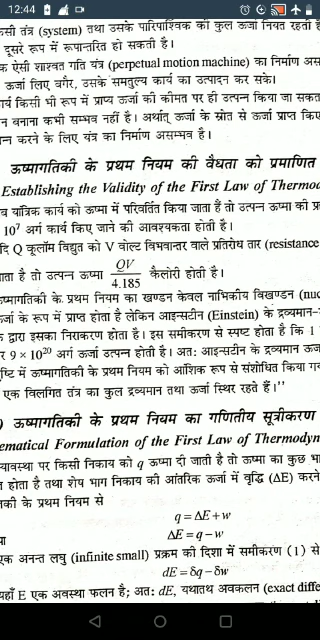 12:44
कसी तंत्र (system) तथा उसके पारिपार्श्विक की कुल ऊर्जा नियत रहती है
दूसरे रूप में रूपान्तरित हो सकती है।
क ऐसी शाश्वत गति यंत्र (perpetual motion machine) का निर्माण अस
ऊर्जा लिए बगैर, उसके समतुल्य कार्य का उत्पादन कर सके।
र्य किसी भी रूप में प्राप्य ऊर्जा की कीमत पर ही उत्पन्न किया जा सकत
न बनाना कभी सम्भव नहीं है। अर्थात् ऊर्जा के स्रोत से ऊर्जा प्राप्त किए
न्न करने के लिए यंत्र का निर्माण असम्भव है।
ऊष्मागतिकी के प्रथम नियम की वैधता को प्रमाणित
Establishing the Validity of the First Law of Thermod
ब यांत्रिक कार्य को ऊष्मा में परिवर्तित किया जाता हैं तो उत्पन्न ऊष्मा की प्र
10⁷ अर्ग कार्य किए जाने की आवश्यकता होती है।
दि Q कूलॉम विद्युत को V वोल्ट विभवान्तर वाले प्रतिरोध तार (resistance
ाता है तो उत्पन्न ऊष्मा QV/4.185 कैलोरी होती है।
ष्मागतिकी के प्रथम नियम का खण्डन केवल नाभिकीय विखण्डन (nuc
र्जा के रूप में प्राप्त होता है लेकिन आइन्स्टीन (Einstein) के द्रव्यमान-
द्वारा इसका निराकरण होता है। इस समीकरण से स्पष्ट होता है कि 1
र 9 × 10²⁰ अर्ग ऊर्जा उत्पन्न होती है। अतः आइन्स्टीन के द्रव्यमान ऊर्ज
ष्टि में ऊष्मागतिकी के प्रथम नियम को आंशिक रूप से संशोधित किया गय
एक विलगित तंत्र का कुल द्रव्यमान तथा ऊर्जा स्थिर रहते हैं।''
) ऊष्मागतिकी के प्रथम नियम का गणितीय सूत्रीकरण
ematical Formulation of the First Law of Thermodyn
यावस्था पर किसी निकाय को q ऊष्मा दी जाती है तो ऊष्मा का कुछ भा
त होता है तथा शेष भाग निकाय की आंतरिक ऊर्जा में वृद्धि (ΔE) करने
तिकी के प्रथम नियम से
q = ΔE + w
या
ΔE = q – w
एक अनन्त लघु (infinite small) प्रक्रम की दिशा में समीकरण (1) से
dE = δq – δw
यहाँ E एक अवस्था फलन है; अतः dE, यथातथ अवकलन (exact diffe